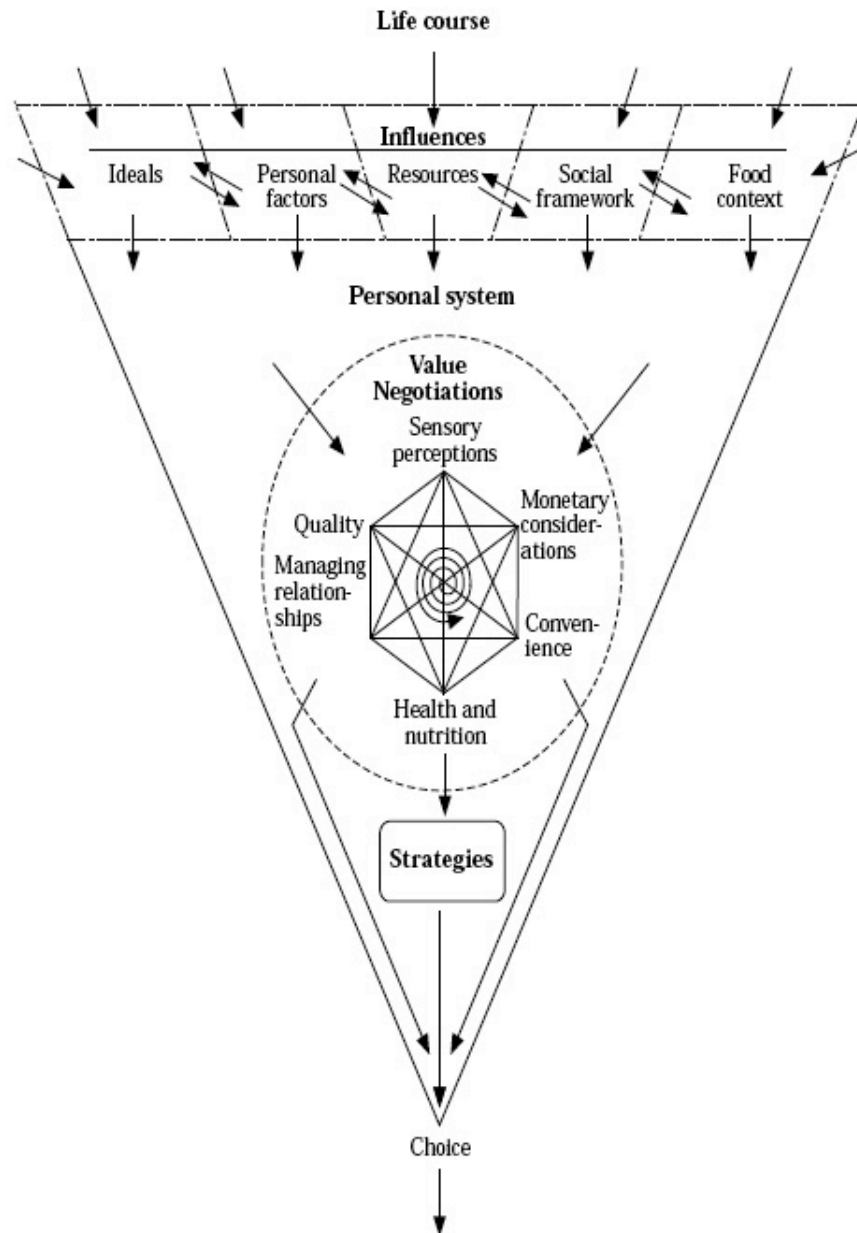 Life course
Influences
Ideals
Personal
factors
Resources
Social
framework
Food
context
Personal system
Value
Negotiations
Sensory
perceptions
Quality
Monetary
consider-
ations
Managing
relation-
ships
Conven-
ience
Health and
nutrition
Strategies
Choice